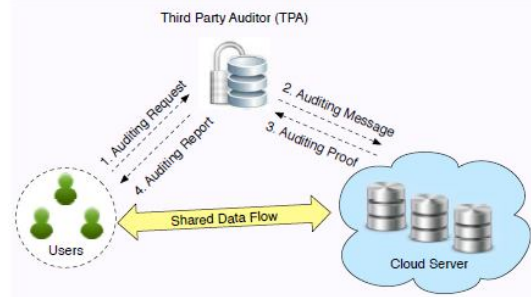 Third Party Auditor (TPA)
1. Auditing Request
4. Auditing Report
2. Auditing Message
3. Auditing Proof
Shared Data Flow
Users
Cloud Server